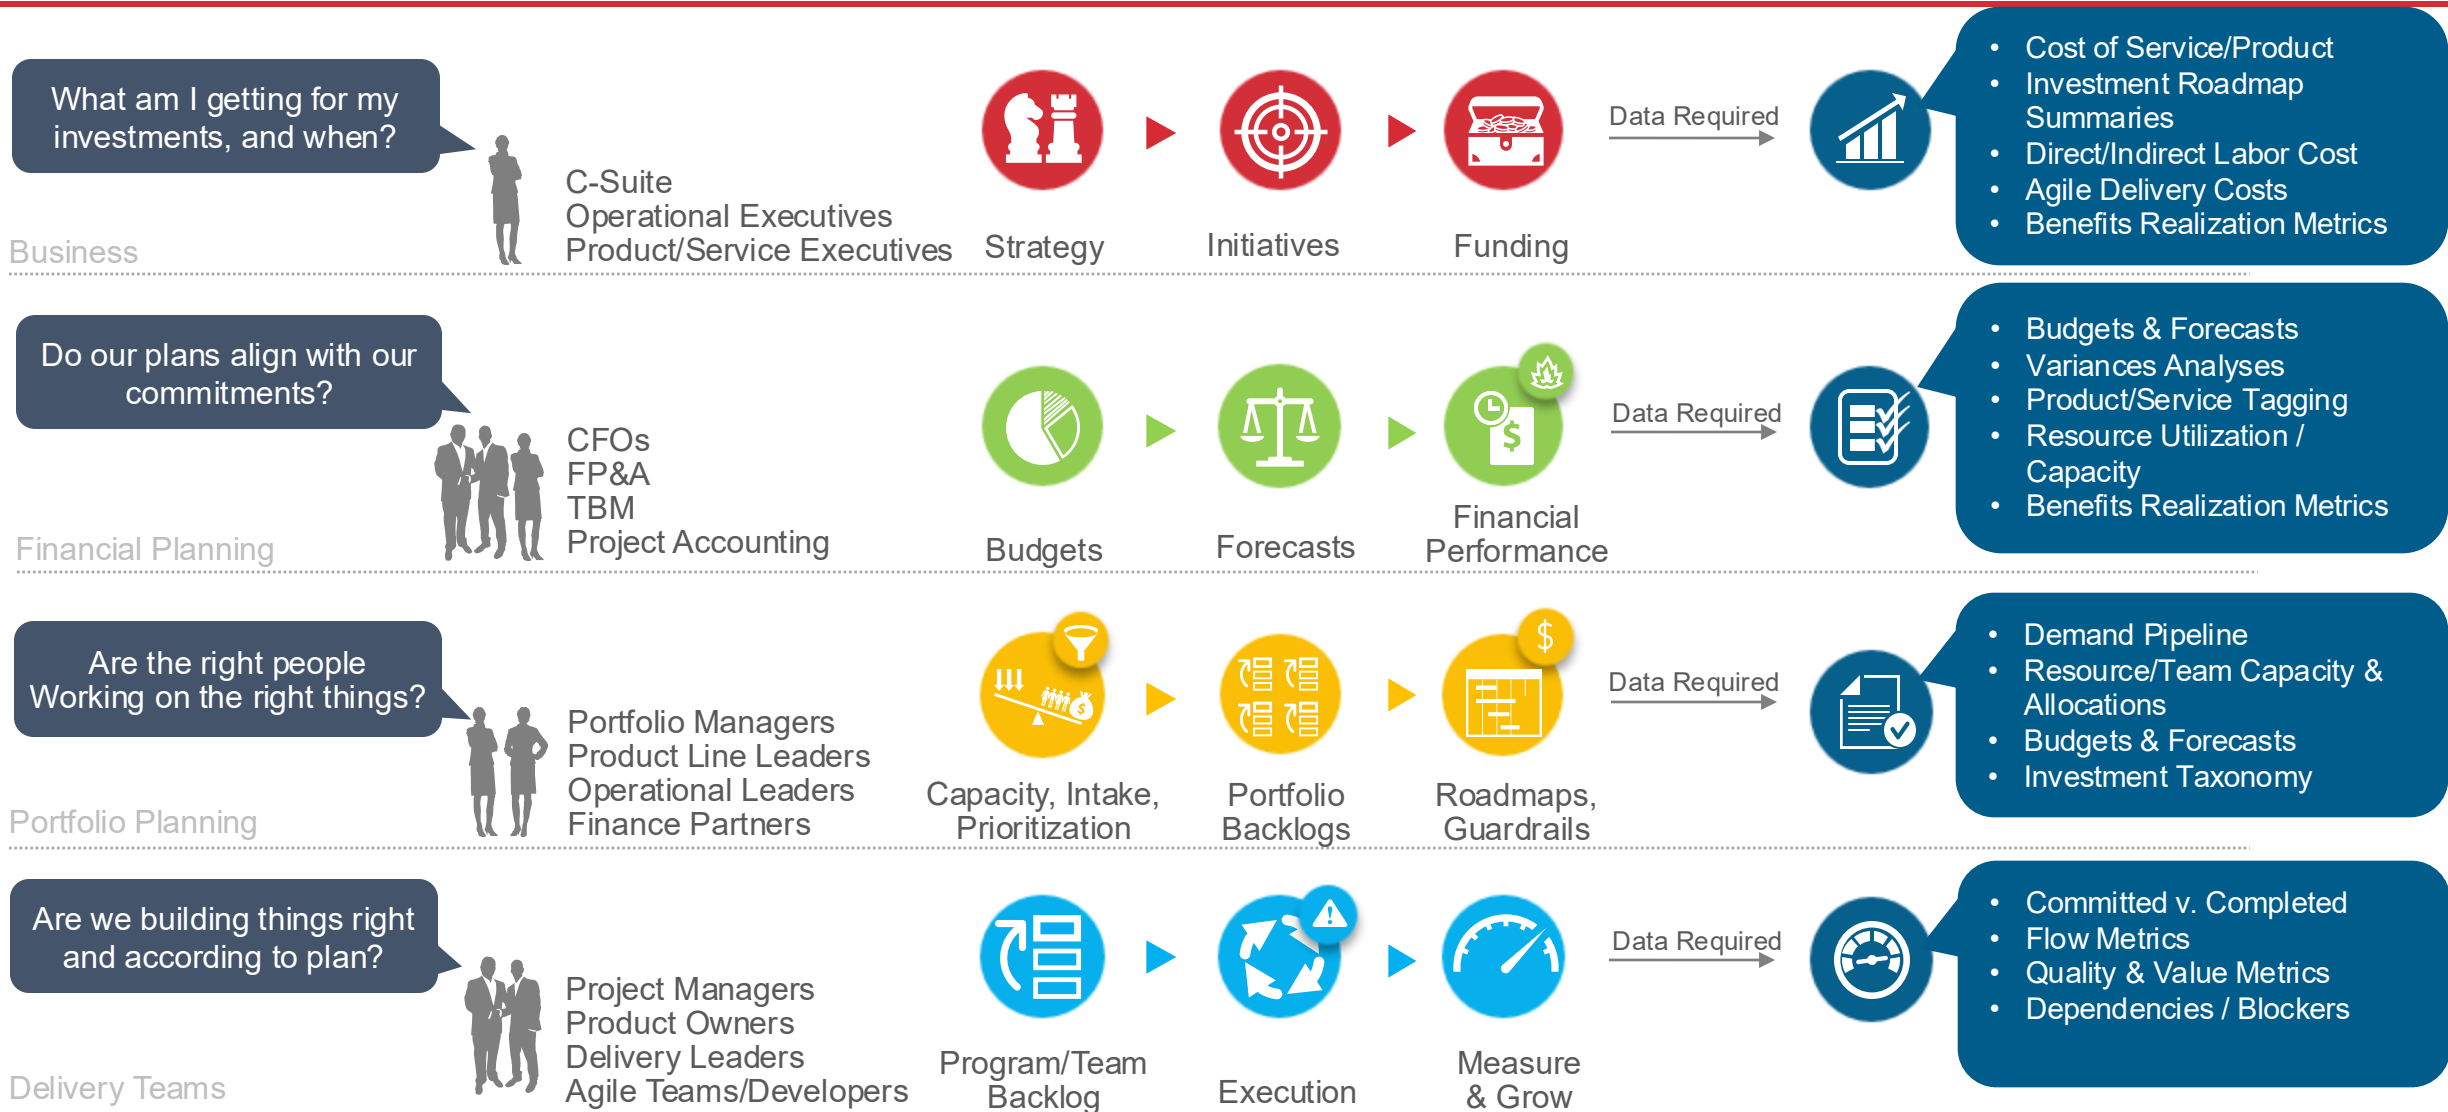 What am I getting for my
investments, and when?
Business
C-Suite
Operational Executives
Product/Service Executives
Strategy
Initiatives
Funding
Data Required
• Cost of Service/Product
• Investment Roadmap
Summaries
• Direct/Indirect Labor Cost
• Agile Delivery Costs
• Benefits Realization Metrics
Do our plans align with our
commitments?
Financial Planning
CFOs
FP&A
TBM
Project Accounting
Budgets
Forecasts
$
Financial
Performance
Data Required
• Budgets & Forecasts
• Variances Analyses
• Product/Service Tagging
• Resource Utilization /
Capacity
• Benefits Realization Metrics
Are the right people
Working on the right things?
Portfolio Planning
Portfolio Managers
Product Line Leaders
Operational Leaders
Finance Partners
$
Capacity, Intake,
Prioritization
Portfolio
Backlogs
$
Roadmaps,
Guardrails
Data Required
• Demand Pipeline
• Resource/Team Capacity &
Allocations
• Budgets & Forecasts
• Investment Taxonomy
Are we building things right
and according to plan?
Delivery Teams
Project Managers
Product Owners
Delivery Leaders
Agile Teams/Developers
Program/Team
Backlog
!
Execution
Measure
& Grow
Data Required
• Committed v. Completed
• Flow Metrics
• Quality & Value Metrics
• Dependencies / Blockers